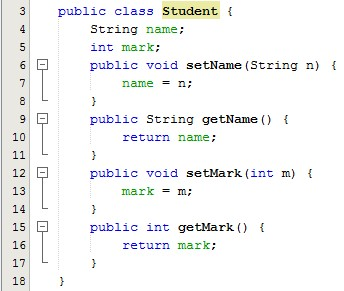 3 public class Student {
4 String name;
5 int mark;
6 public void setName(String n) {
7 name = n;
8 }
9 public String getName() {
10 return name;
11 }
12 public void setMark(int m) {
13 mark = m;
14 }
15 public int getMark() {
16 return mark;
17 }
18 }